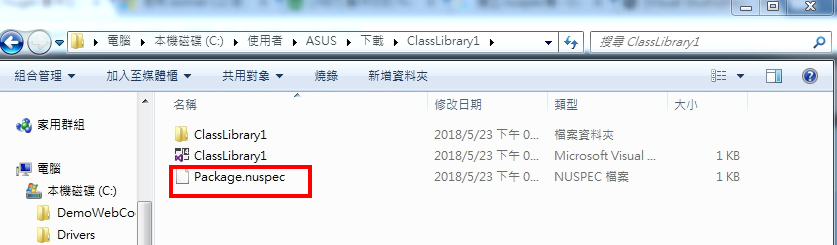 電腦 ▸ 本機磁碟 (C:) ▸ 使用者 ▸ ASUS ▸ 下載 ▸ ClassLibrary1 ▸
搜尋 ClassLibrary1
組合管理 加入至媒體櫃 共用對象 燒錄 新增資料夾
名稱 修改日期 類型 大小
家用群組
電腦
本機磁碟 (C:)
DemoWebCo
Drivers
ClassLibrary1 2018/5/23 下午 0... 檔案資料夾
ClassLibrary1 2018/5/23 下午 0... Microsoft Visual ... 1 KB
Package.nuspec 2018/5/23 下午 0... NUSPEC 檔案 1 KB